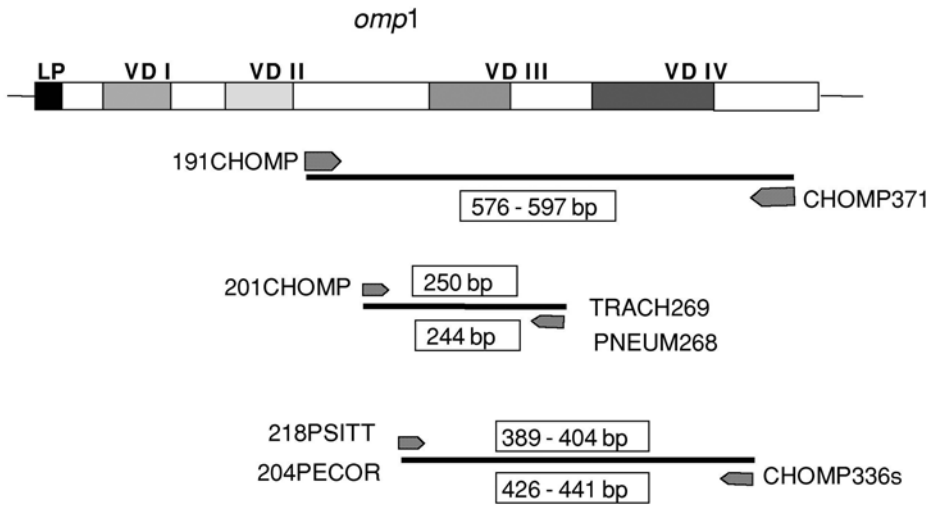 omp1
LP VD I VD II VD III VD IV
191CHOMP
576 - 597 bp
CHOMP371
201CHOMP
250 bp
244 bp
TRACH269
PNEUM268
218PSITT
204PECOR
389 - 404 bp
426 - 441 bp
CHOMP336s